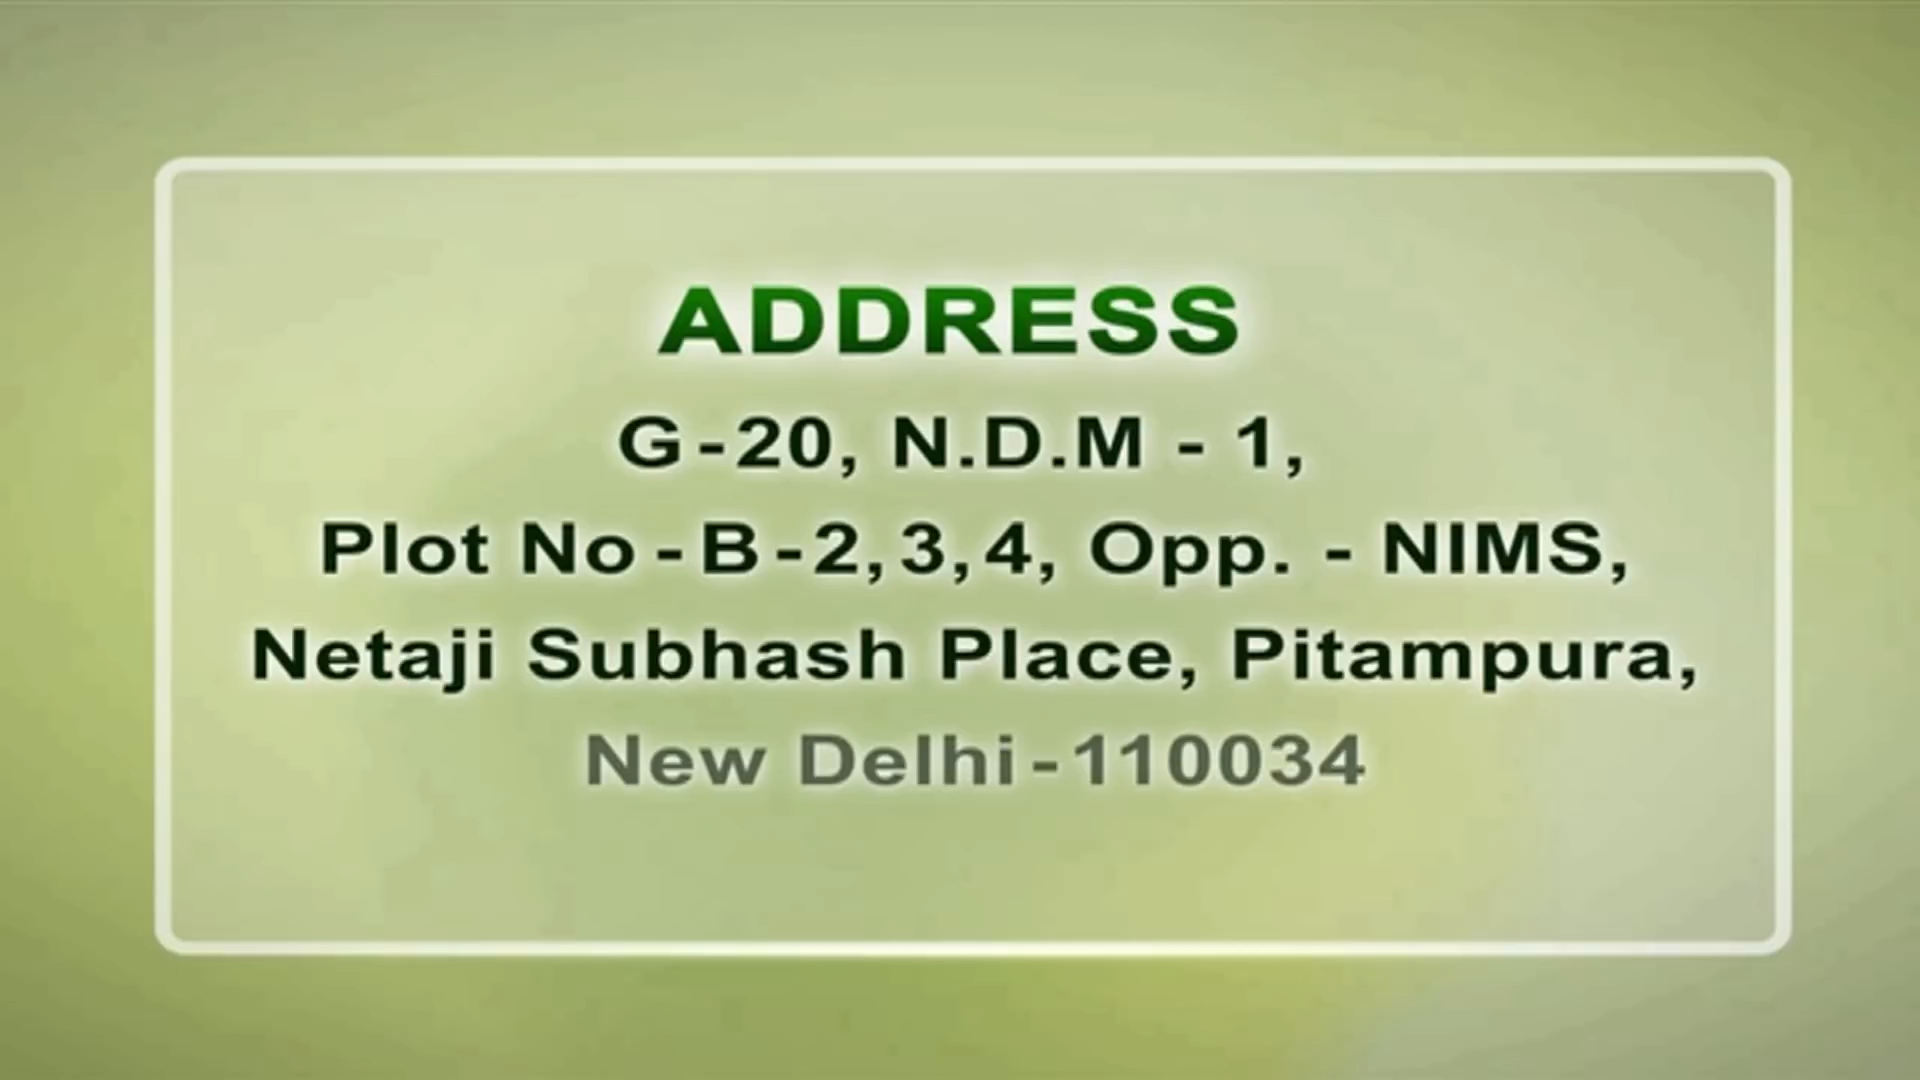 ADDRESS
G-20, N.D.M - 1,
Plot No-B-2,3,4, Opp. - NIMS,
Netaji Subhash Place, Pitampura,
New Delhi-110034